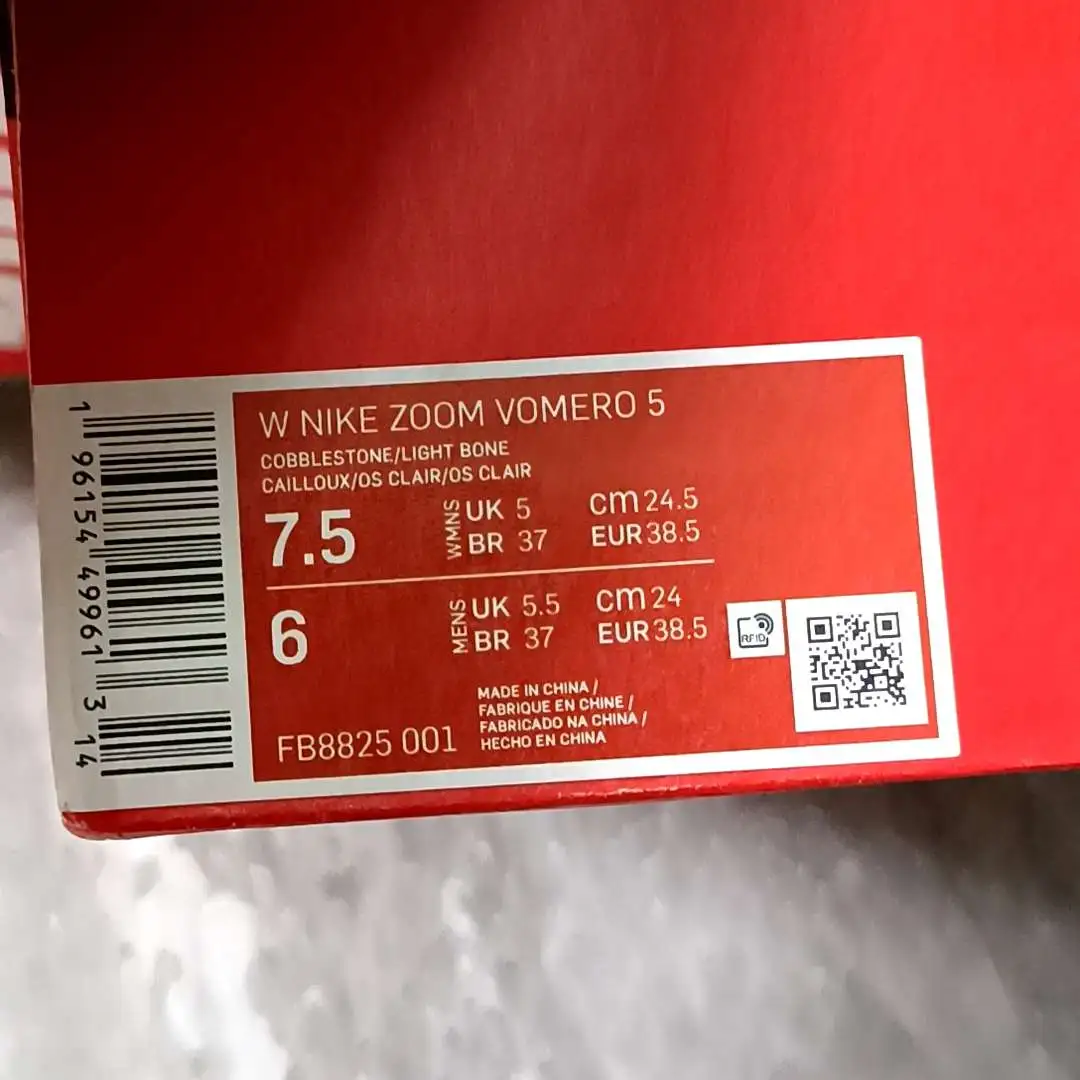 W NIKE ZOOM VOMERO 5
COBBLESTONE/LIGHT BONE
CAILLOUX/OS CLAIR/OS CLAIR
7.5 WMNS UK 5 cm 24.5
BR 37 EUR 38.5
6 MENS UK 5.5 cm 24
BR 37 EUR 38.5
RFID
MADE IN CHINA /
FABRIQUE EN CHINE /
FABRICADO NA CHINA /
HECHO EN CHINA
FB8825 001
1 96154 49961 3 14